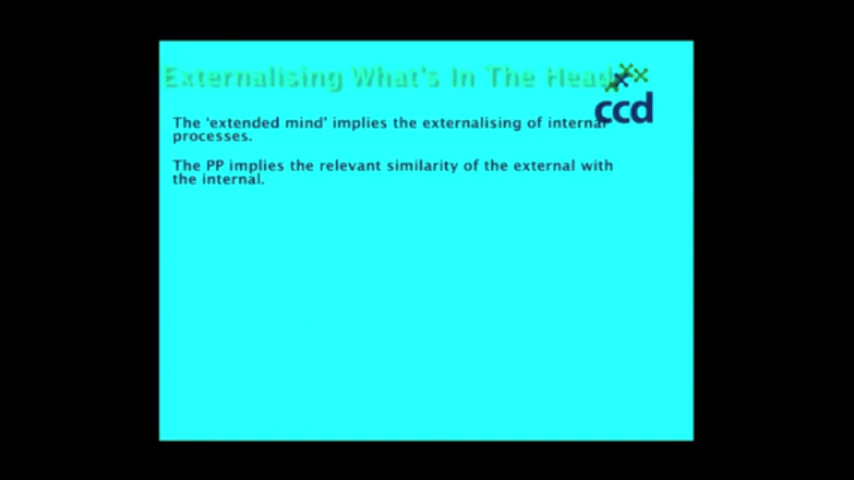 Externalising What's In The Head
ccd
The 'extended mind' implies the externalising of internal
processes.
The PP implies the relevant similarity of the external with
the internal.